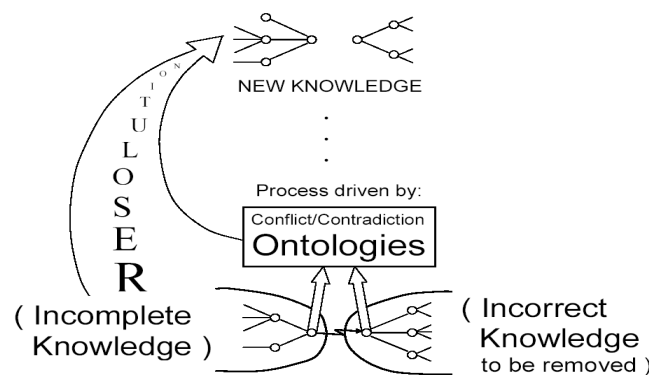 NEW KNOWLEDGE
Process driven by:
Conflict/Contradiction
Ontologies
RESOLUTION
( Incomplete
Knowledge )
( Incorrect
Knowledge
to be removed )